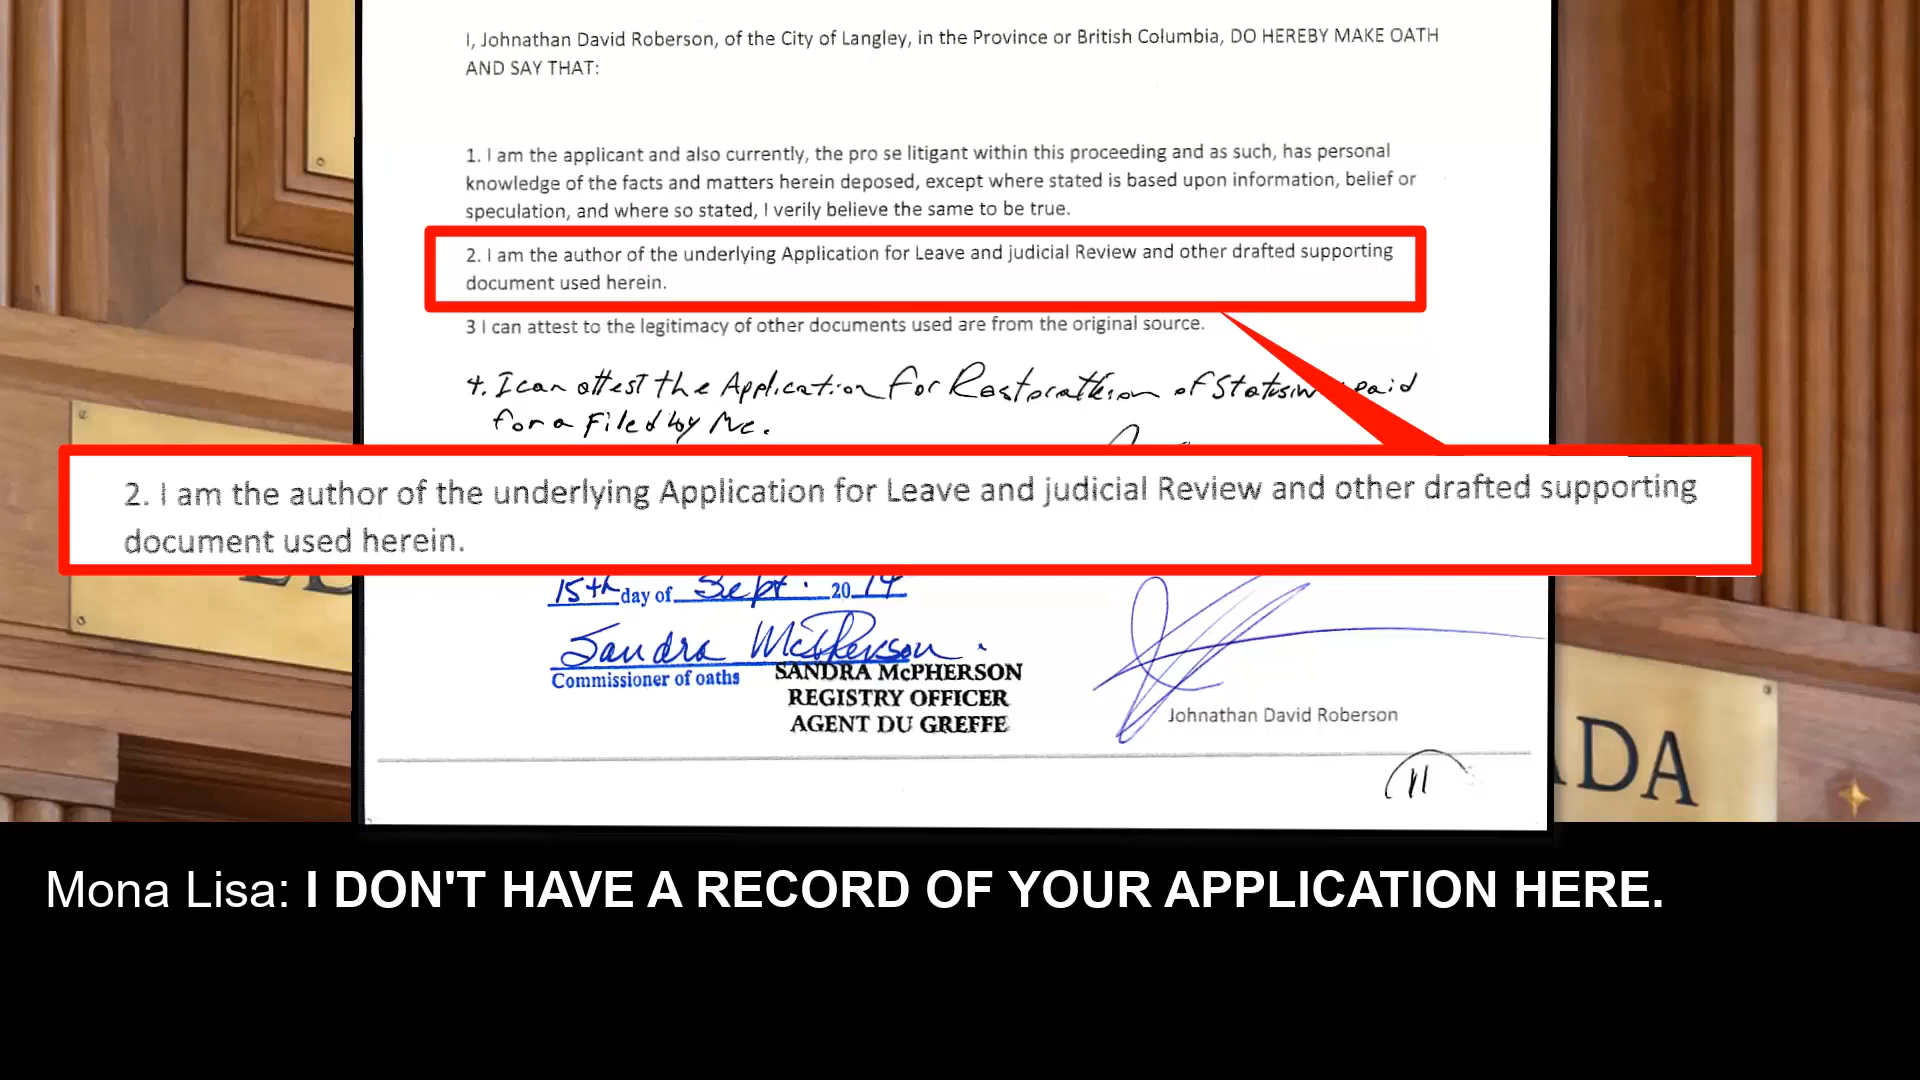 I, Johnathan David Roberson, of the City of Langley, in the Province or British Columbia, DO HEREBY MAKE OATH
AND SAY THAT:
1. I am the applicant and also currently, the pro se litigant within this proceeding and as such, has personal
knowledge of the facts and matters herein deposed, except where stated is based upon information, belief or
speculation, and where so stated, I verily believe the same to be true.
2. I am the author of the underlying Application for Leave and judicial Review and other drafted supporting
document used herein.
3 I can attest to the legitimacy of other documents used are from the original source.
4. I can attest the Application For Restorathion of Status paid
for a Filed by Me.
2. I am the author of the underlying Application for Leave and judicial Review and other drafted supporting
document used herein.
15th day of Sept. 2014
Sandra McPherson
Commissioner of oaths
SANDRA McPHERSON
REGISTRY OFFICER
AGENT DU GREFFE
Johnathan David Roberson
11
DA
Mona Lisa: I DON'T HAVE A RECORD OF YOUR APPLICATION HERE.